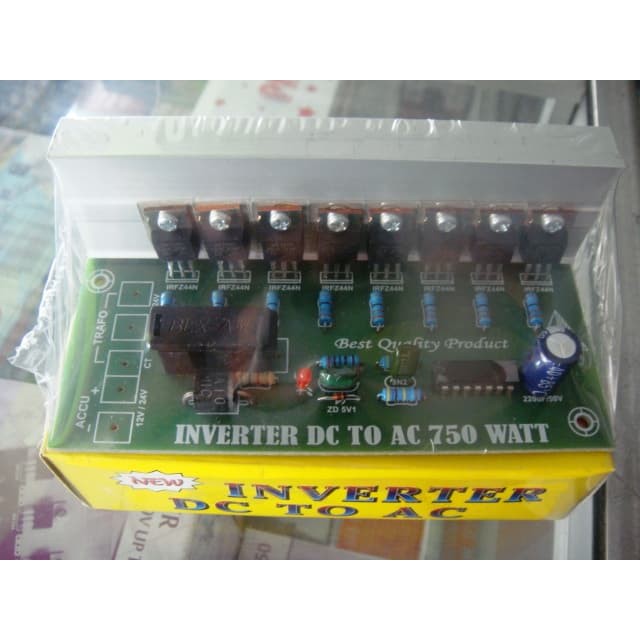 IRFZ44N IRFZ44N IRFZ44N IRFZ44N IRFZ44N IRFZ44N IRFZ44N IRFZ44N
TRAFO
CT
ACCU +
12V / 24V
Best Quality Product
ZD 5V1
220uF/50V
INVERTER DC TO AC 750 WATT
NEW
INVERTER
DC TO AC